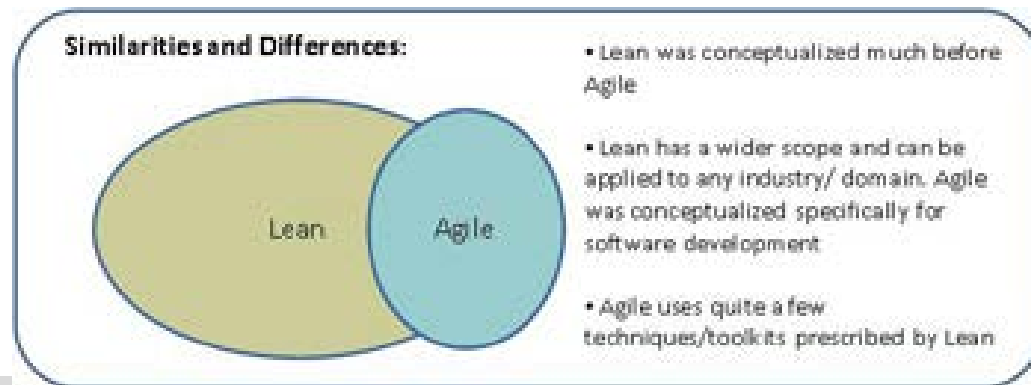 Similarities and Differences:
• Lean was conceptualized much before
Agile
• Lean has a wider scope and can be
applied to any industry/ domain. Agile
was conceptualized specifically for
software development
• Agile uses quite a few
techniques/toolkits prescribed by Lean
Lean
Agile